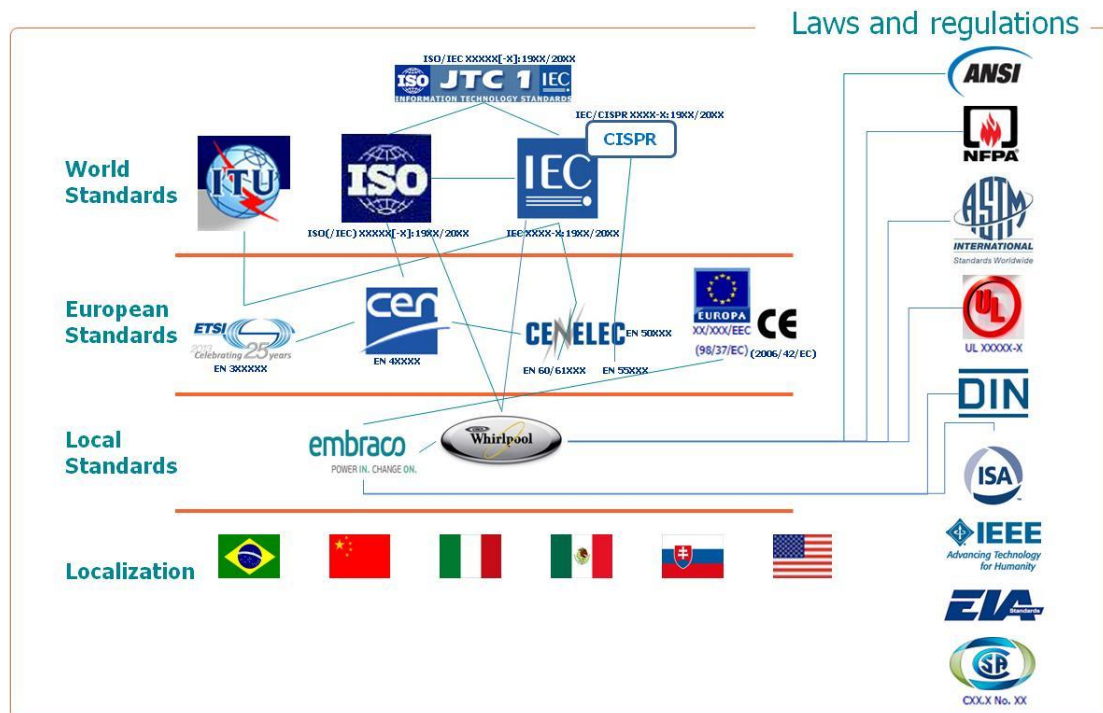 Laws and regulations
ISO/IEC XXXXX[-X]: 19XX/20XX
ISO JTC 1 IEC
INFORMATION TECHNOLOGY STANDARDS
IEC/CISPR XXXX-X: 19XX/20XX
CISPR
World
Standards
ITU
ISO
IEC
ISO(/IEC) XXXXX[-X]: 19XX/20XX
IEC XXXX-X: 19XX/20XX
European
Standards
ETSI
2013
Celebrating 25 years
EN 3XXXXX
cen
EN 4XXXX
CENELEC
EN 50XXX
EN 60/61XXX
EN 55XXX
EUROPA
XX/XXX/EEC
(98/37/EC)
CE
(2006/42/EC)
Local
Standards
embraco
POWER IN. CHANGE ON.
Whirlpool
Localization
ANSI
NFPA
ASTM
INTERNATIONAL
Standards Worldwide
UL
UL XXXXX-X
DIN
ISA
IEEE
Advancing Technology
for Humanity
EIA
Standards
CSA
CXX.X No. XX